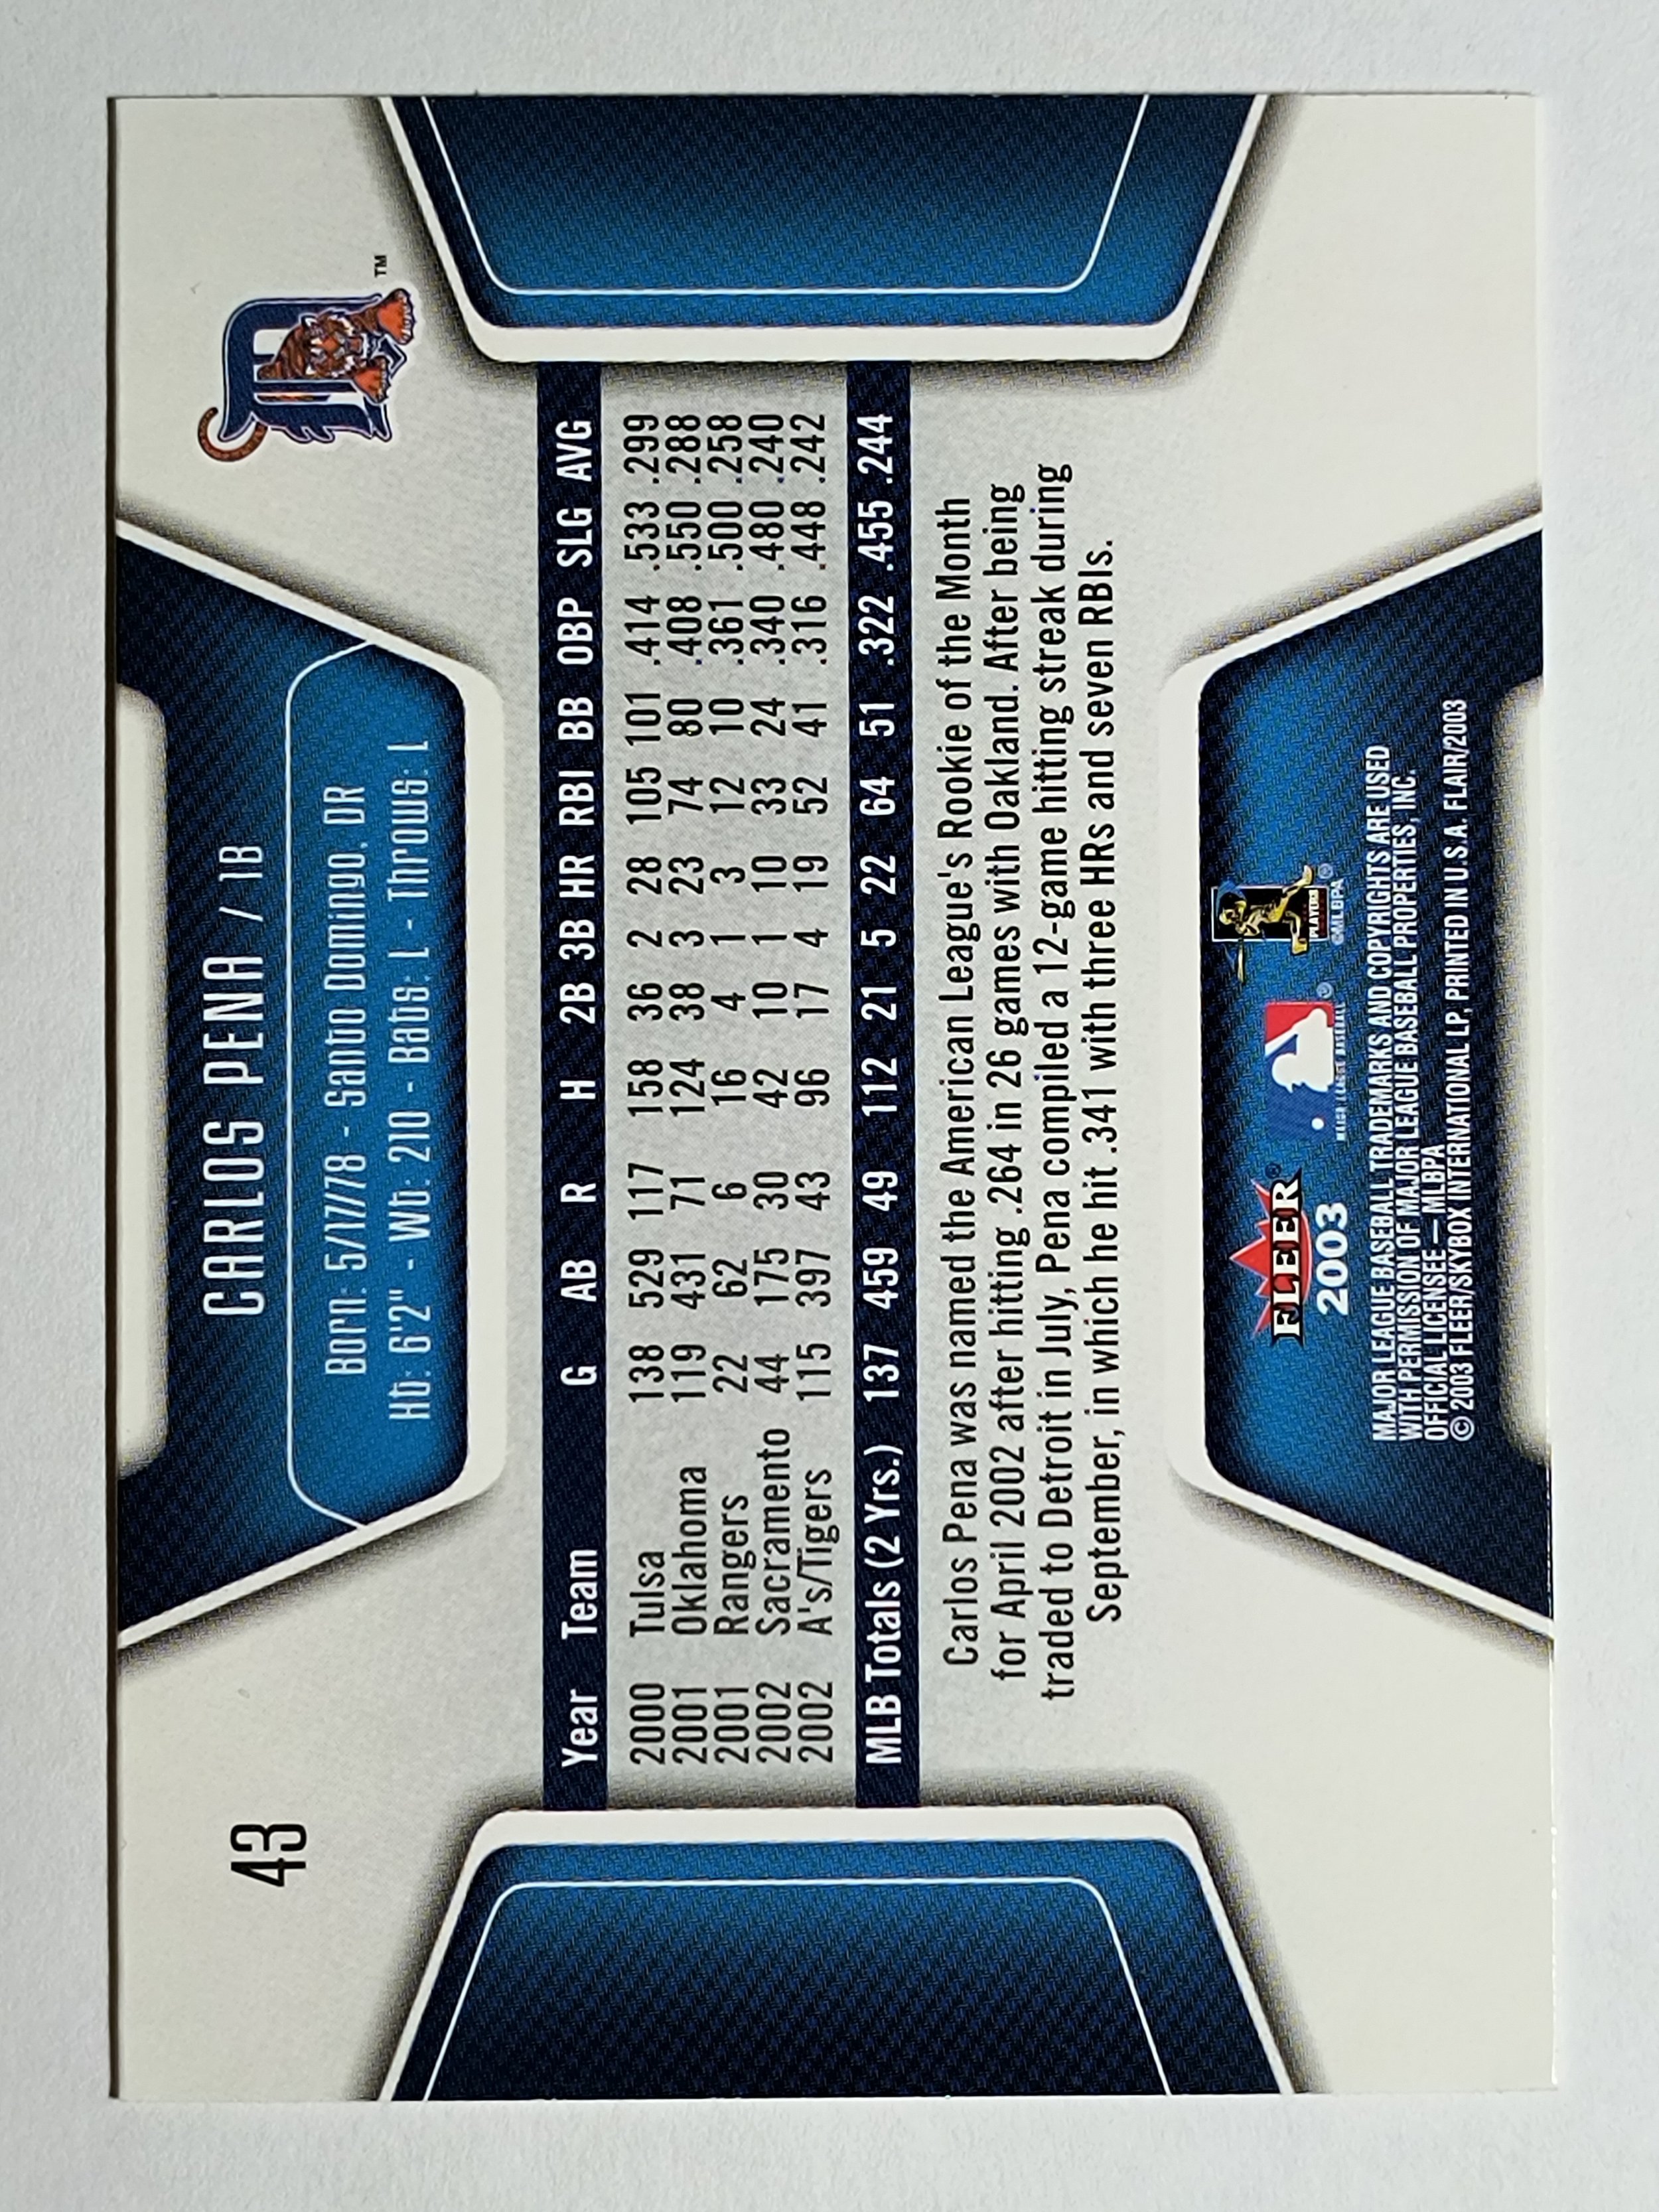 43
CARLOS PENA / 1B
Born: 5/17/78 - Santo Domingo, DR
Ht: 6'2" - Wt: 210 - Bats: L - Throws: L
TM
Year Team G AB R H 2B 3B HR RBI BB OBP SLG AVG
2000 Tulsa 138 529 117 158 36 2 28 105 101 .414 .533 .299
2001 Oklahoma 119 431 71 124 38 3 23 74 80 .408 .550 .288
2001 Rangers 22 62 6 16 4 1 3 12 10 .361 .500 .258
2002 Sacramento 44 175 30 42 10 1 10 33 24 .340 .480 .240
2002 A's/Tigers 115 397 43 96 17 4 19 52 41 .316 .448 .242
MLB Totals (2 Yrs.) 137 459 49 112 21 5 22 64 51 .322 .455 .244
Carlos Pena was named the American League's Rookie of the Month
for April 2002 after hitting .264 in 26 games with Oakland. After being
traded to Detroit in July, Pena compiled a 12-game hitting streak during
September, in which he hit .341 with three HRs and seven RBIs.
FLEER®
2003
MAJOR LEAGUE BASEBALL ®
PLAYERS
©MLBPA ®
MAJOR LEAGUE BASEBALL TRADEMARKS AND COPYRIGHTS ARE USED
WITH PERMISSION OF MAJOR LEAGUE BASEBALL PROPERTIES, INC.
OFFICIAL LICENSEE — MLBPA
© 2003 FLEER/SKYBOX INTERNATIONAL LP, PRINTED IN U.S.A. FLAIR/2003